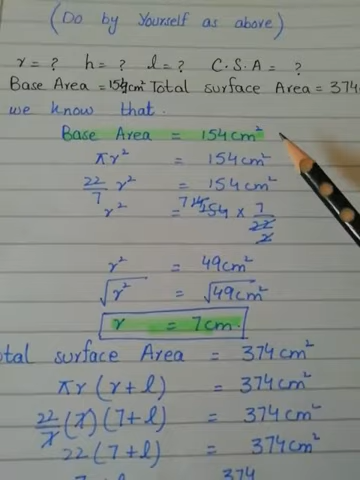 (Do by Yourself as above)
r = ? h = ? l = ? C.S.A = ?
Base Area = 154cm² Total surface Area = 374
we know that.
Base Area = 154cm²
πr² = 154cm²
22/7 r² = 154cm²
r² = 154 × 7/22
r² = 49cm²
√r² = √49cm²
r = 7cm.
otal surface Area = 374cm²
πr(r+l) = 374cm²
22/7 (7)(7+l) = 374cm²
22(7+l) = 374cm²
7+l 374